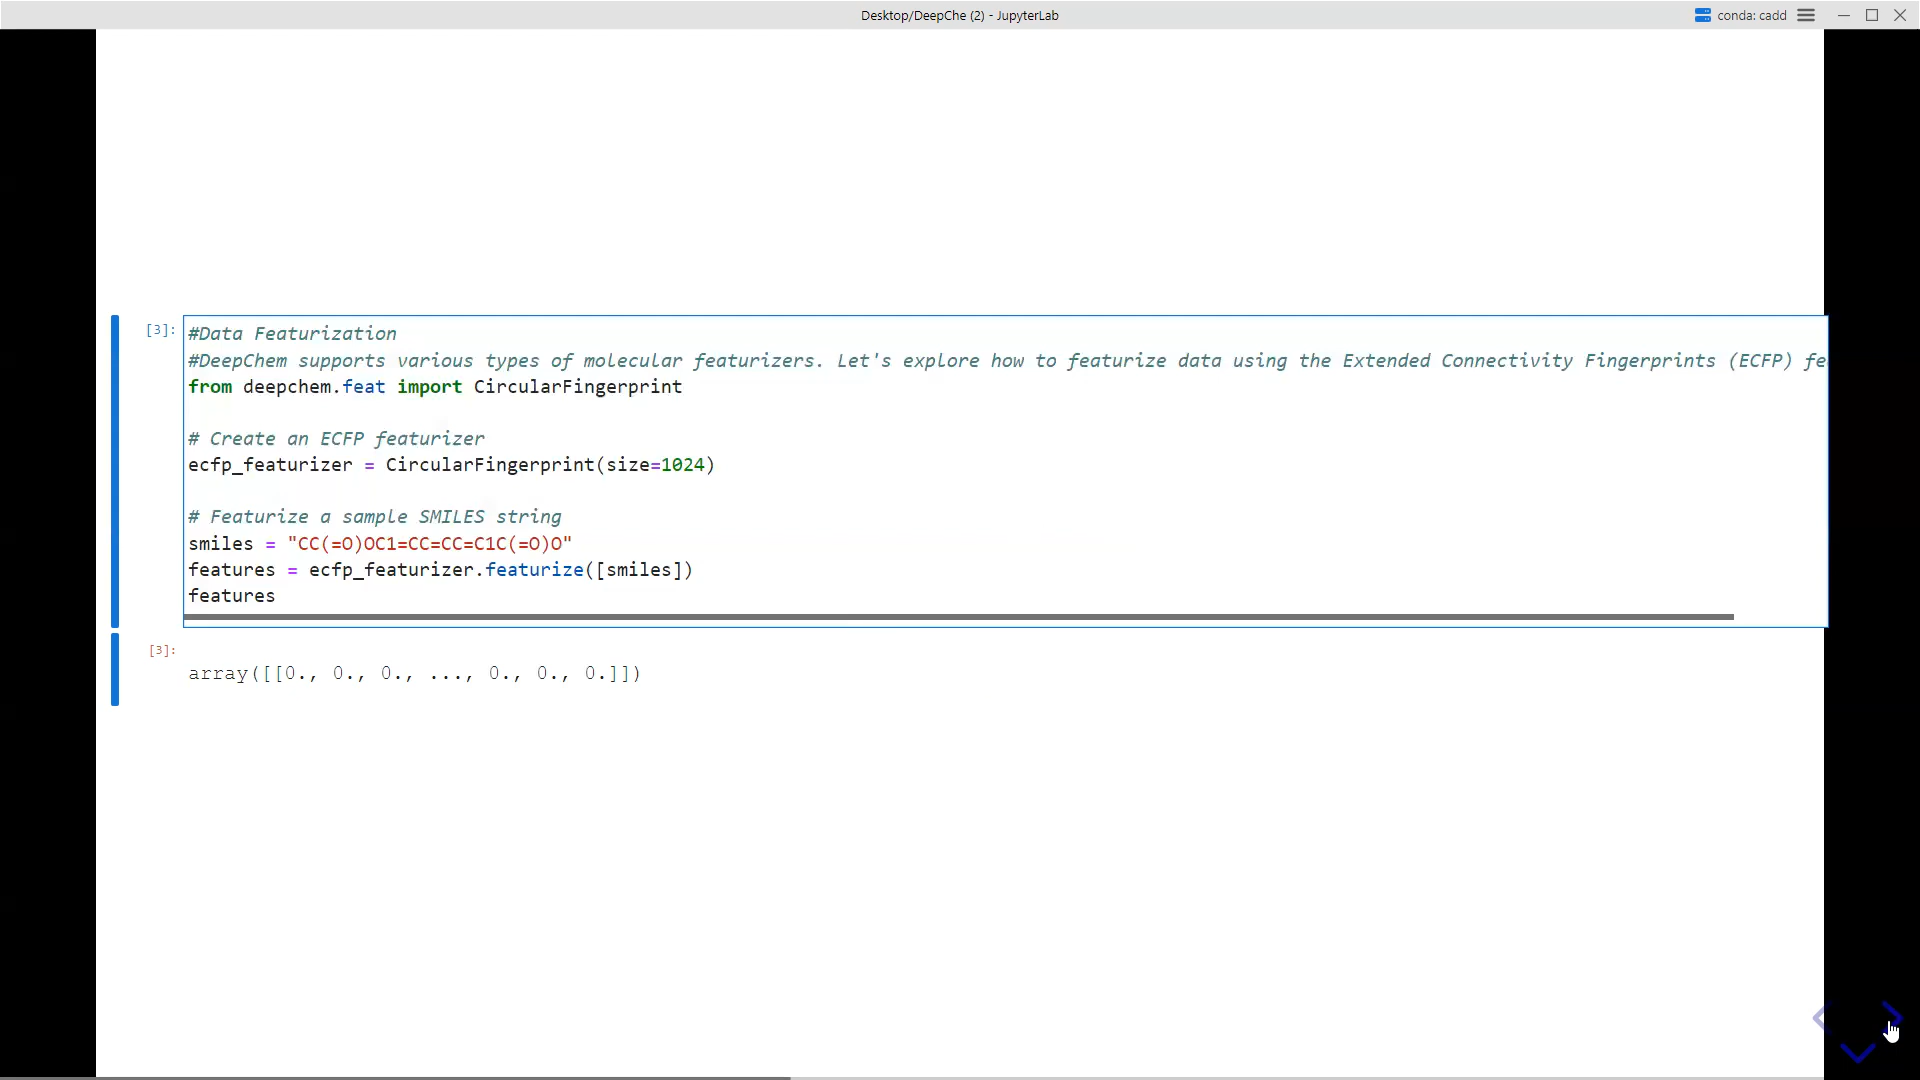 Desktop/DeepChe (2) - JupyterLab
conda: cadd
[3]:
#Data Featurization
#DeepChem supports various types of molecular featurizers. Let's explore how to featurize data using the Extended Connectivity Fingerprints (ECFP) fe
from deepchem.feat import CircularFingerprint
# Create an ECFP featurizer
ecfp_featurizer = CircularFingerprint(size=1024)
# Featurize a sample SMILES string
smiles = "CC(=O)OC1=CC=CC=C1C(=O)O"
features = ecfp_featurizer.featurize([smiles])
features
[3]:
array([[0., 0., 0., ..., 0., 0., 0.]])